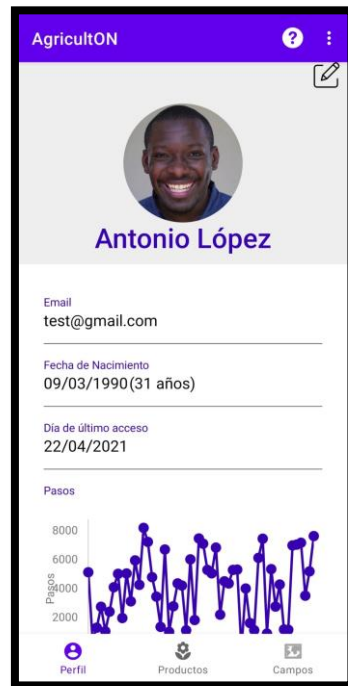 AgricultON
Antonio López
Email
test@gmail.com
Fecha de Nacimiento
09/03/1990(31 años)
Día de último acceso
22/04/2021
Pasos
8000
6000
4000
2000
Pasos
Perfil Productos Campos